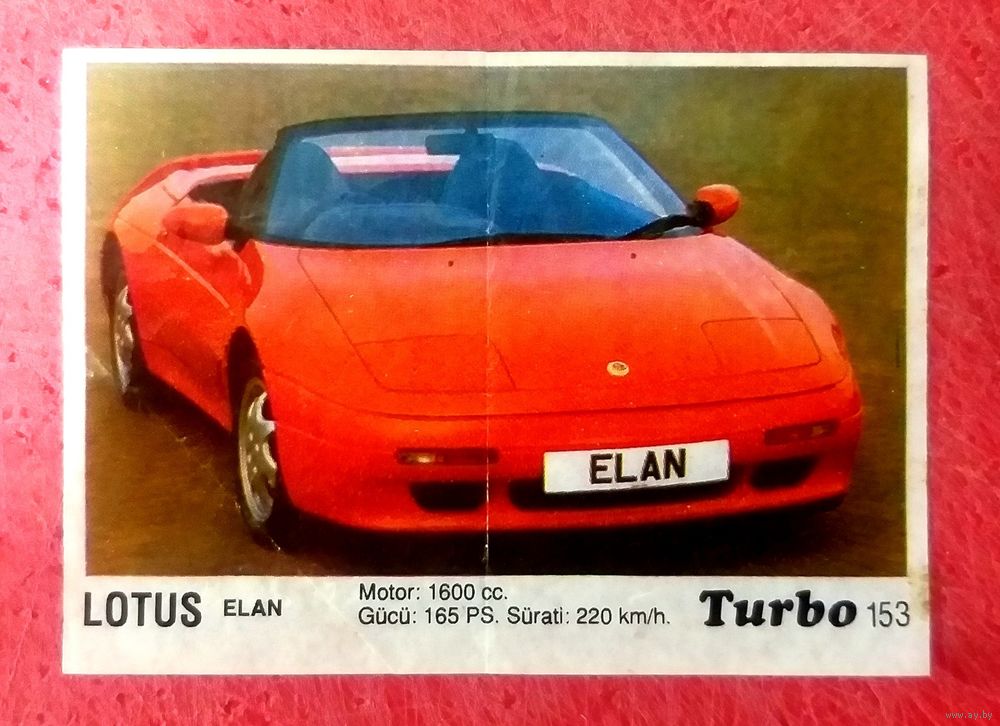 ELAN
LOTUS ELAN
Motor: 1600 cc.
Gücü: 165 PS. Sürati: 220 km/h.
Turbo 153
www.ay.by